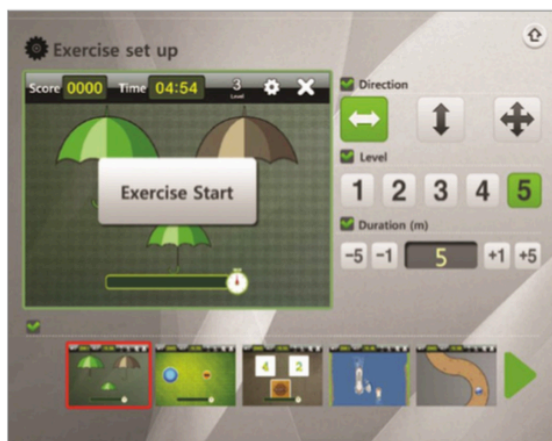 Exercise set up
Score 0000 Time 04:54 3
Level
Exercise Start
Direction
Level
1 2 3 4 5
Duration (m)
-5 -1 5 +1 +5
4 2